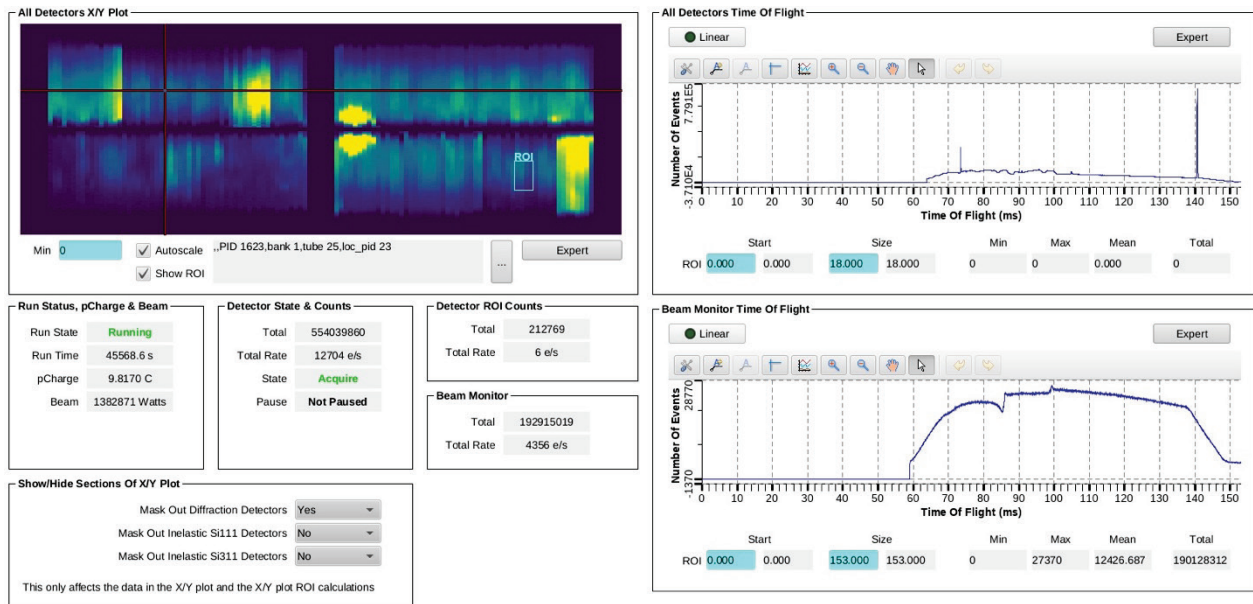 All Detectors X/Y Plot
ROI
Min 0 Autoscale ,,PID 1623,bank 1,tube 25,loc_pid 23 ... Expert
Show ROI
Run Status, pCharge & Beam
Run State Running
Run Time 45568.6 s
pCharge 9.8170 C
Beam 1382871 Watts
Detector State & Counts
Total 554039860
Total Rate 12704 e/s
State Acquire
Pause Not Paused
Detector ROI Counts
Total 212769
Total Rate 6 e/s
Beam Monitor
Total 192915019
Total Rate 4356 e/s
Show/Hide Sections Of X/Y Plot
Mask Out Diffraction Detectors Yes
Mask Out Inelastic Si111 Detectors No
Mask Out Inelastic Si311 Detectors No
This only affects the data in the X/Y plot and the X/Y plot ROI calculations
All Detectors Time Of Flight
Linear Expert
Number Of Events
7.791E5
-3.710E4
0 10 20 30 40 50 60 70 80 90 100 110 120 130 140 150
Time Of Flight (ms)
Start Size Min Max Mean Total
ROI 0.000 0.000 18.000 18.000 0 0 0.000 0
Beam Monitor Time Of Flight
Linear Expert
Number Of Events
28770
-1370
0 10 20 30 40 50 60 70 80 90 100 110 120 130 140 150
Time Of Flight (ms)
Start Size Min Max Mean Total
ROI 0.000 0.000 153.000 153.000 0 27370 12426.687 190128312